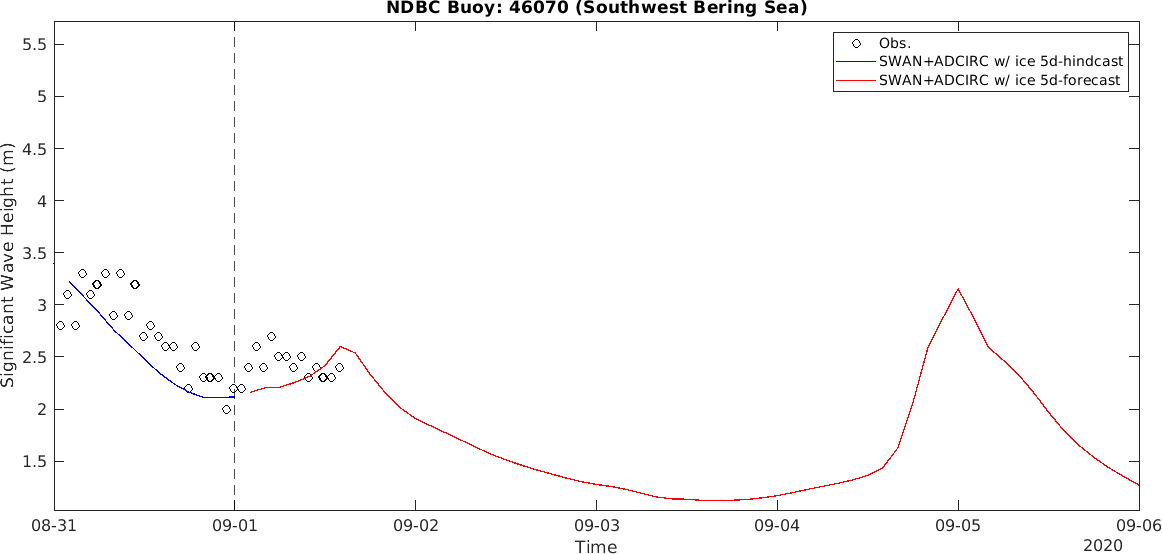 NDBC Buoy: 46070 (Southwest Bering Sea)
Obs.
SWAN+ADCIRC w/ ice 5d-hindcast
SWAN+ADCIRC w/ ice 5d-forecast
Significant Wave Height (m)
5.5
5
4.5
4
3.5
3
2.5
2
1.5
08-31 09-01 09-02 09-03 09-04 09-05 09-06
Time
2020